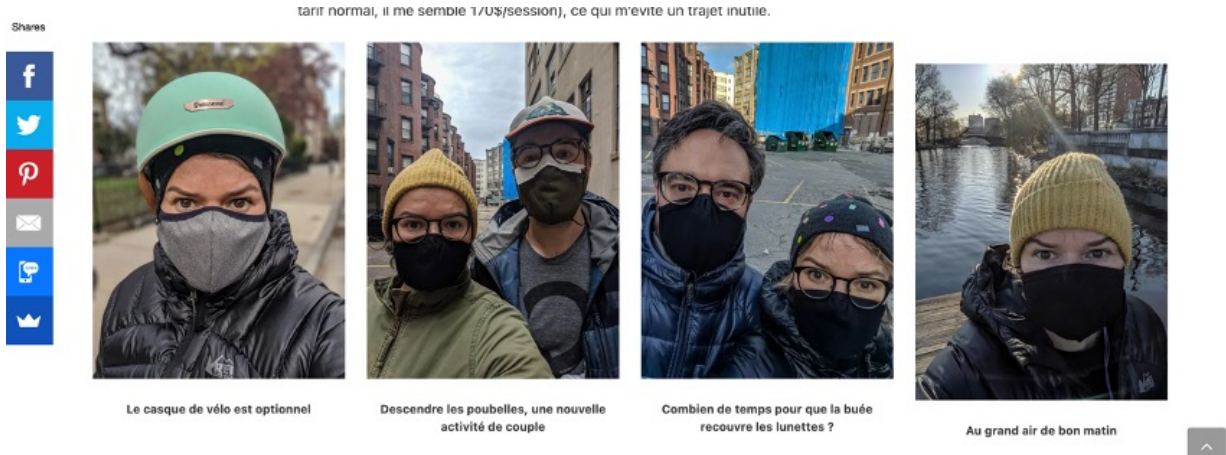 tarif normal, il me semble 170$/session), ce qui m'évite un trajet inutile.
Shares
Le casque de vélo est optionnel
Descendre les poubelles, une nouvelle
activité de couple
Combien de temps pour que la buée
recouvre les lunettes ?
Au grand air de bon matin